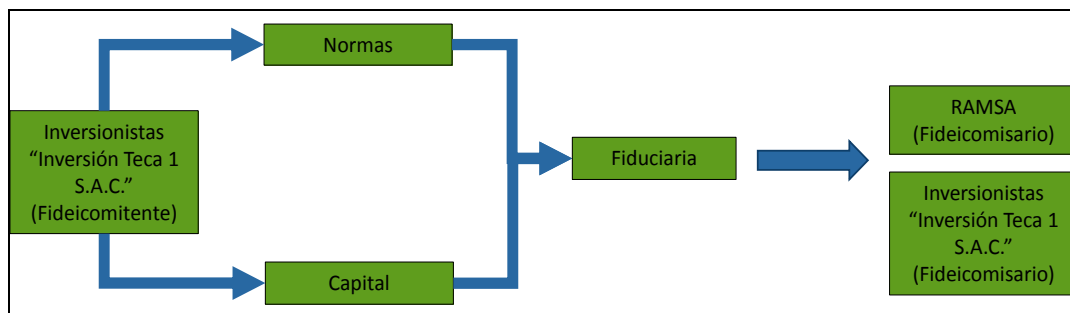 Normas
Inversionistas
“Inversión Teca 1
S.A.C.”
(Fideicomitente)
Capital
Fiduciaria
RAMSA
(Fideicomisario)
Inversionistas
“Inversión Teca 1
S.A.C.”
(Fideicomisario)